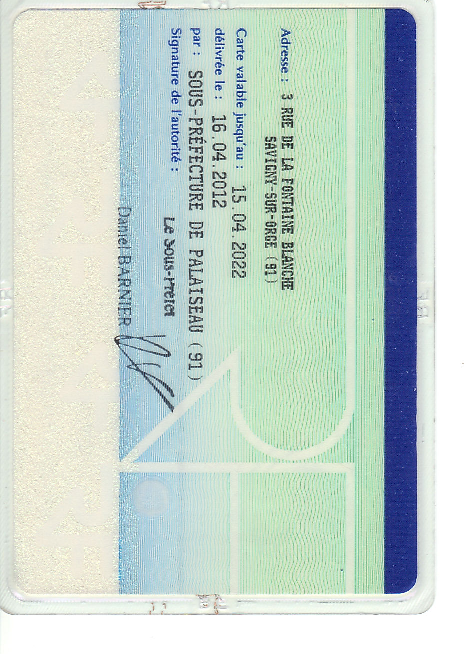 Adresse : 3 RUE DE LA FONTAINE BLANCHE
SAVIGNY-SUR-ORGE (91)
Carte valable jusqu'au : 15.04.2022
délivrée le : 16.04.2012
par : SOUS-PRÉFECTURE DE PALAISEAU (91)
Signature de l'autorité :
Le Sous-Préfet
Daniel BARNIER